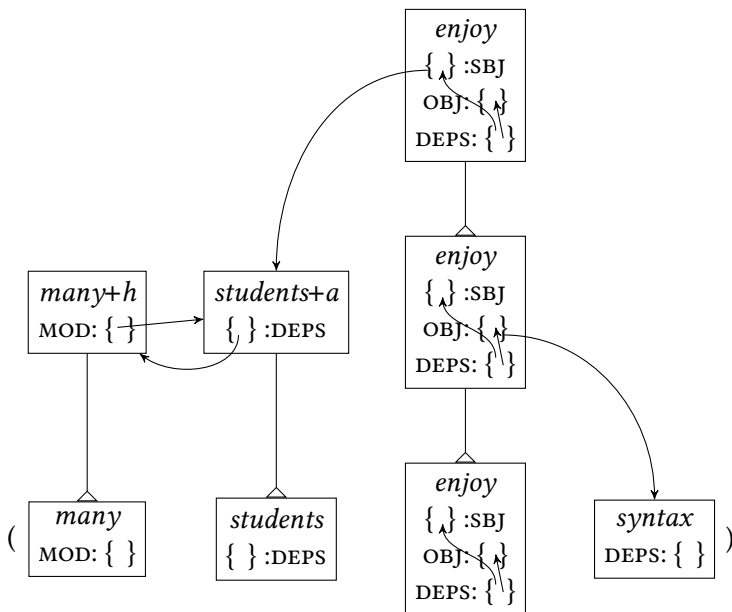 enjoy
{ } :SBJ
OBJ: { }
DEPS: { }
many+h
MOD: { }
students+a
{ } :DEPS
enjoy
{ } :SBJ
OBJ: { }
DEPS: { }
(
many
MOD: { }
students
{ } :DEPS
enjoy
{ } :SBJ
OBJ: { }
DEPS: { }
syntax
DEPS: { }
)